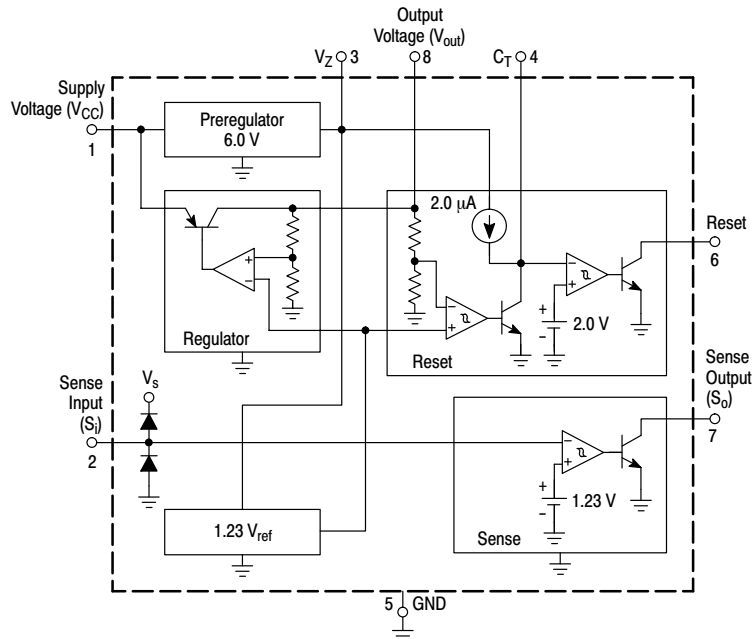 Output
Voltage (Vout)
VZ 3
8
CT 4
Supply
Voltage (VCC)
1
Preregulator
6.0 V
2.0 µA
Reset
6
+
−
−
+
−
+
+
−
2.0 V
Regulator
Reset
Sense
Input
(Si)
2
Vs
Sense
Output
(So)
7
−
+
+
−
1.23 V
1.23 Vref
Sense
5 GND